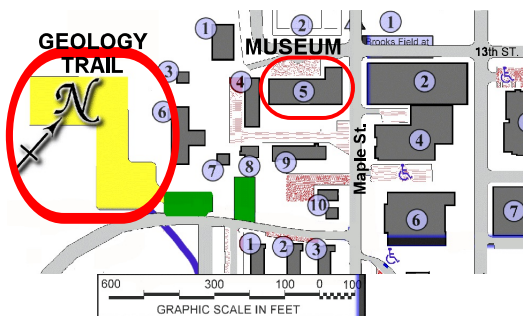 GEOLOGY
TRAIL
MUSEUM
N
1
2
1
Brooks Field at
13th ST.
3
4
5
2
6
4
7
8
9
Maple St.
10
6
7
1
2
3
600 300 100 0 100
GRAPHIC SCALE IN FEET